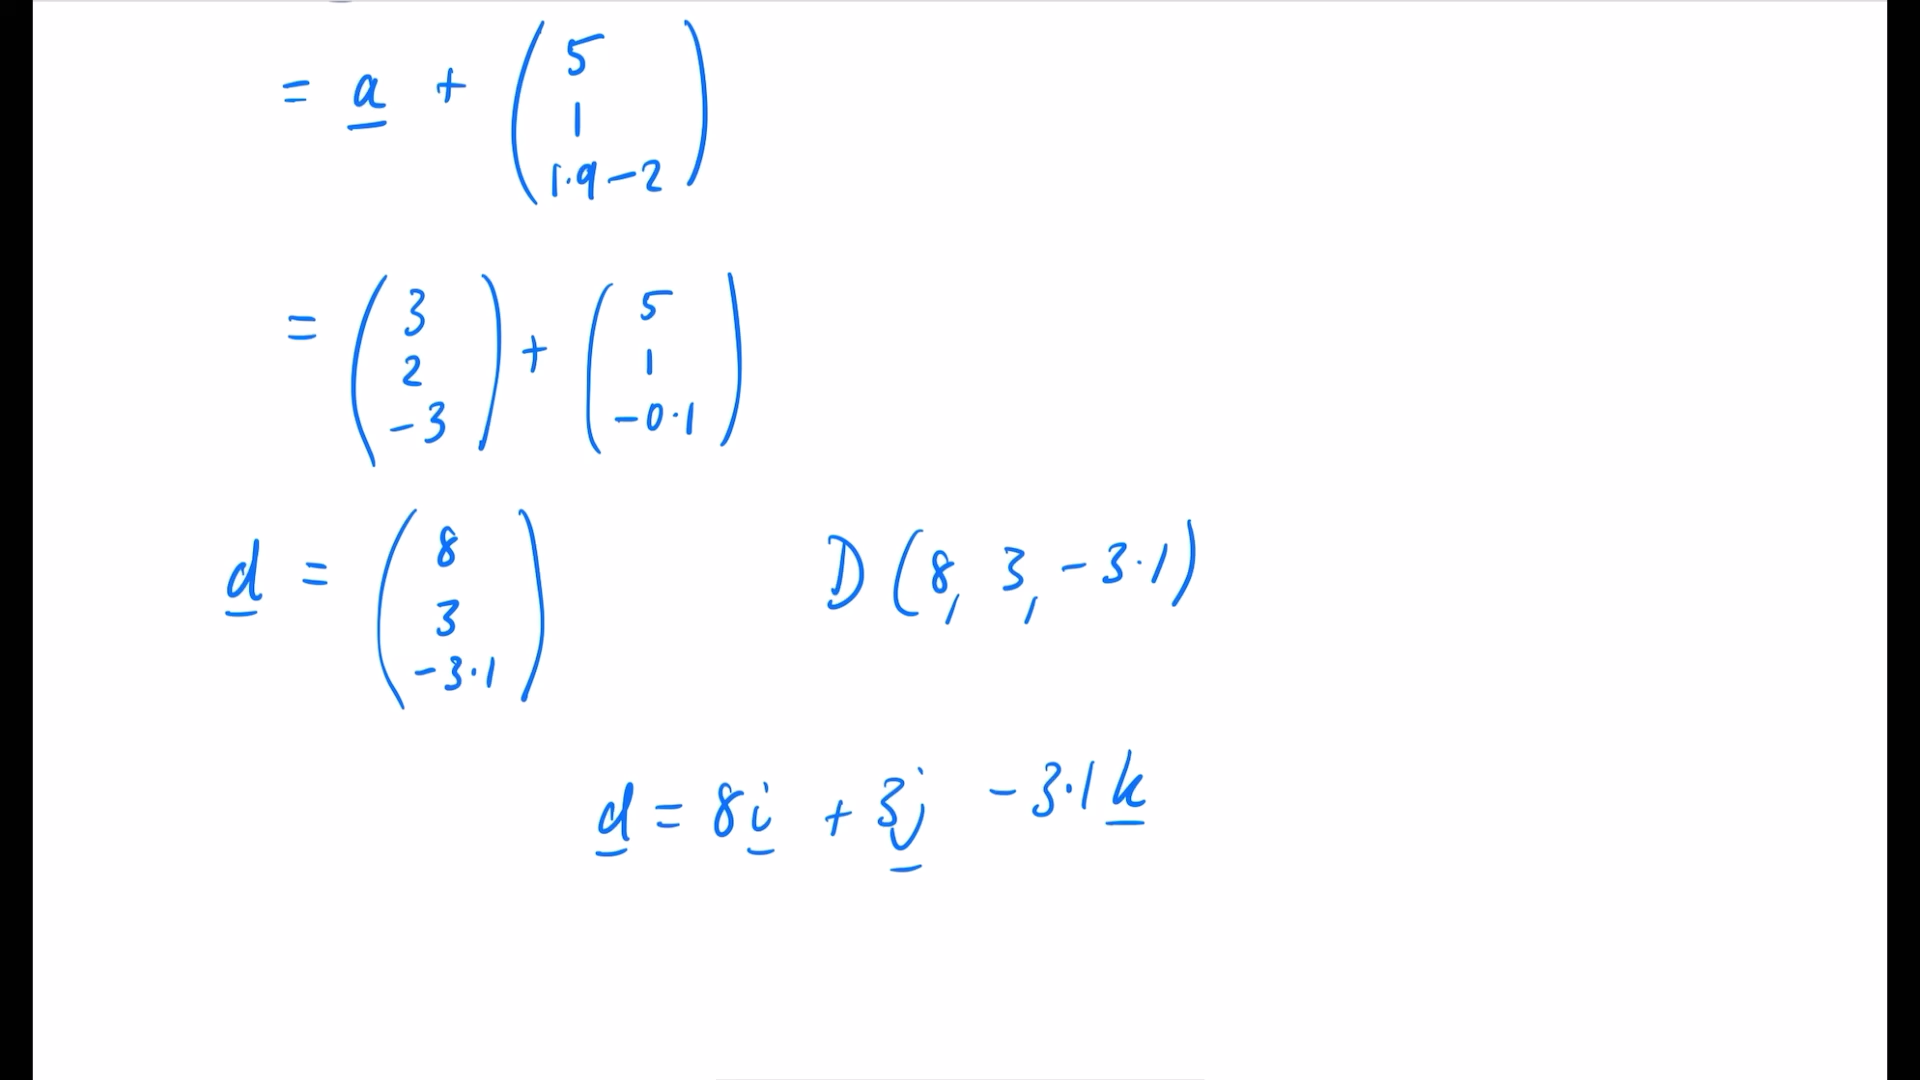 = a + ( 5
1
1·9 – 2 )
= ( 3
2
-3 ) + ( 5
1
-0·1 )
d = ( 8
3
-3·1 )
D (8, 3, -3·1)
d = 8i + 3j - 3·1k